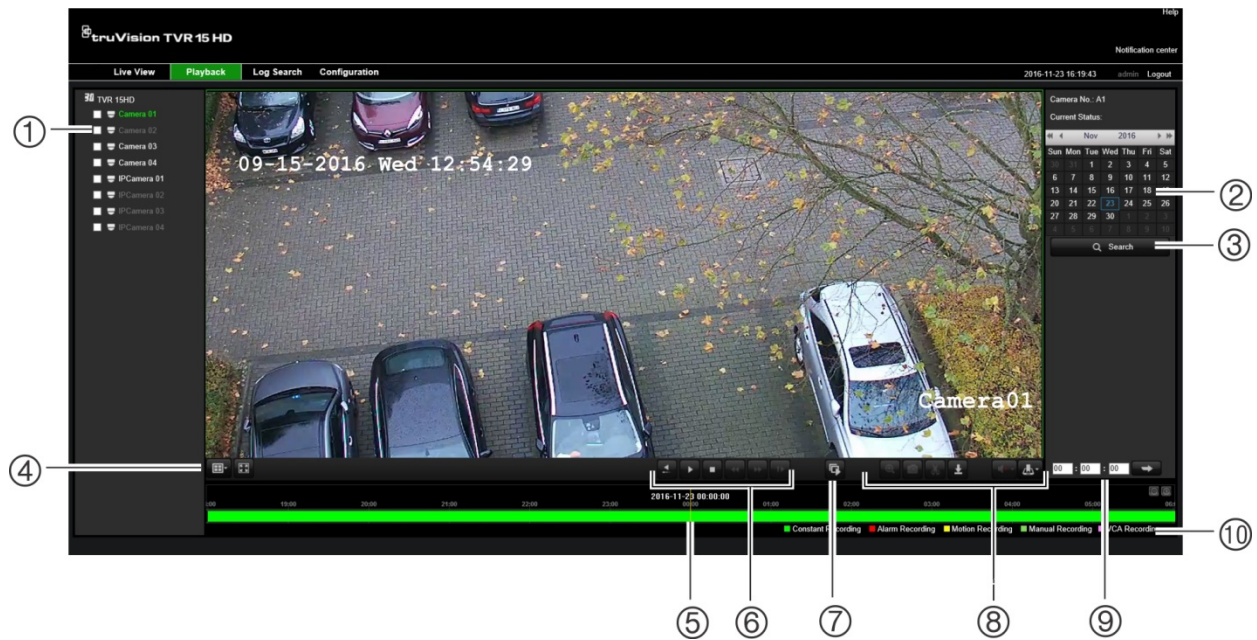 Help
truVision TVR 15 HD
Notification center
Live View Playback Log Search Configuration
2016-11-23 16:19:43 admin Logout
TVR 15HD
Camera 01
Camera 02
Camera 03
Camera 04
IPCamera 01
IPCamera 02
IPCamera 03
IPCamera 04
09-15-2016 Wed 12:54:29
Camera01
Camera No.: A1
Current Status:
Nov 2016
Sun Mon Tue Wed Thu Fri Sat
30 31 1 2 3 4 5
6 7 8 9 10 11 12
13 14 15 16 17 18
20 21 22 23 24 25 26
27 28 29 30 1 2 3
4 5 6 7 8 9 10
Search
00 : 00 : 00
2016-11-23 00:00:00
:00 19:00 20:00 21:00 22:00 23:00 00:00 01:00 02:00 03:00 04:00 05:00 06:
Constant Recording Alarm Recording Motion Recording Manual Recording VCA Recording
①
②
③
④
⑤ ⑥ ⑦ ⑧ ⑨
⑩